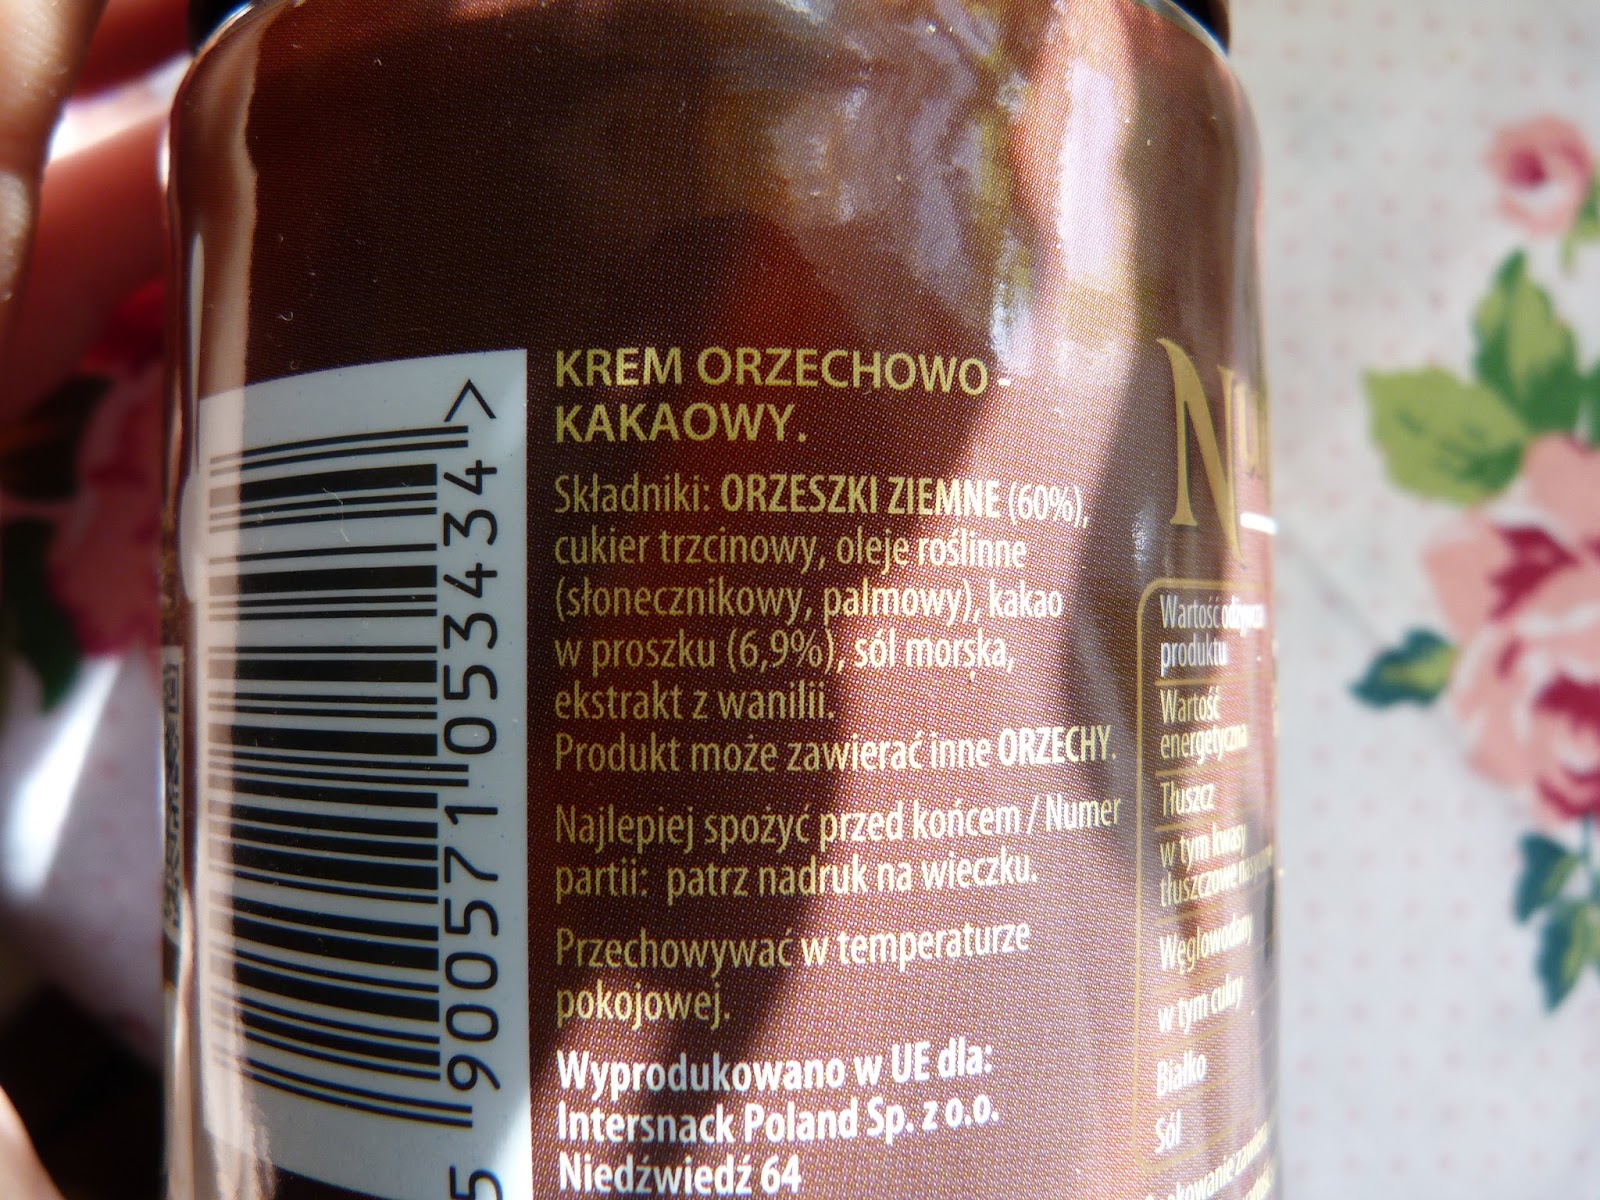 KREM ORZECHOWO -
KAKAOWY.
Składniki: ORZESZKI ZIEMNE (60%),
cukier trzcinowy, oleje roślinne
(słonecznikowy, palmowy), kakao
w proszku (6,9%), sól morska,
ekstrakt z wanilii.
Produkt może zawierać inne ORZECHY.
Najlepiej spożyć przed końcem / Numer
partii: patrz nadruk na wieczku.
Przechowywać w temperaturze
pokojowej.
Wyprodukowano w UE dla:
Intersnack Poland Sp. z o.o.
Niedźwiedź 64
5 900571 053434 >
Wartość odżywcza
produktu
Wartość
energetyczna
Tłuszcz
w tym kwasy
tłuszczowe
Węglowodany
w tym cukry
Białko
Sól